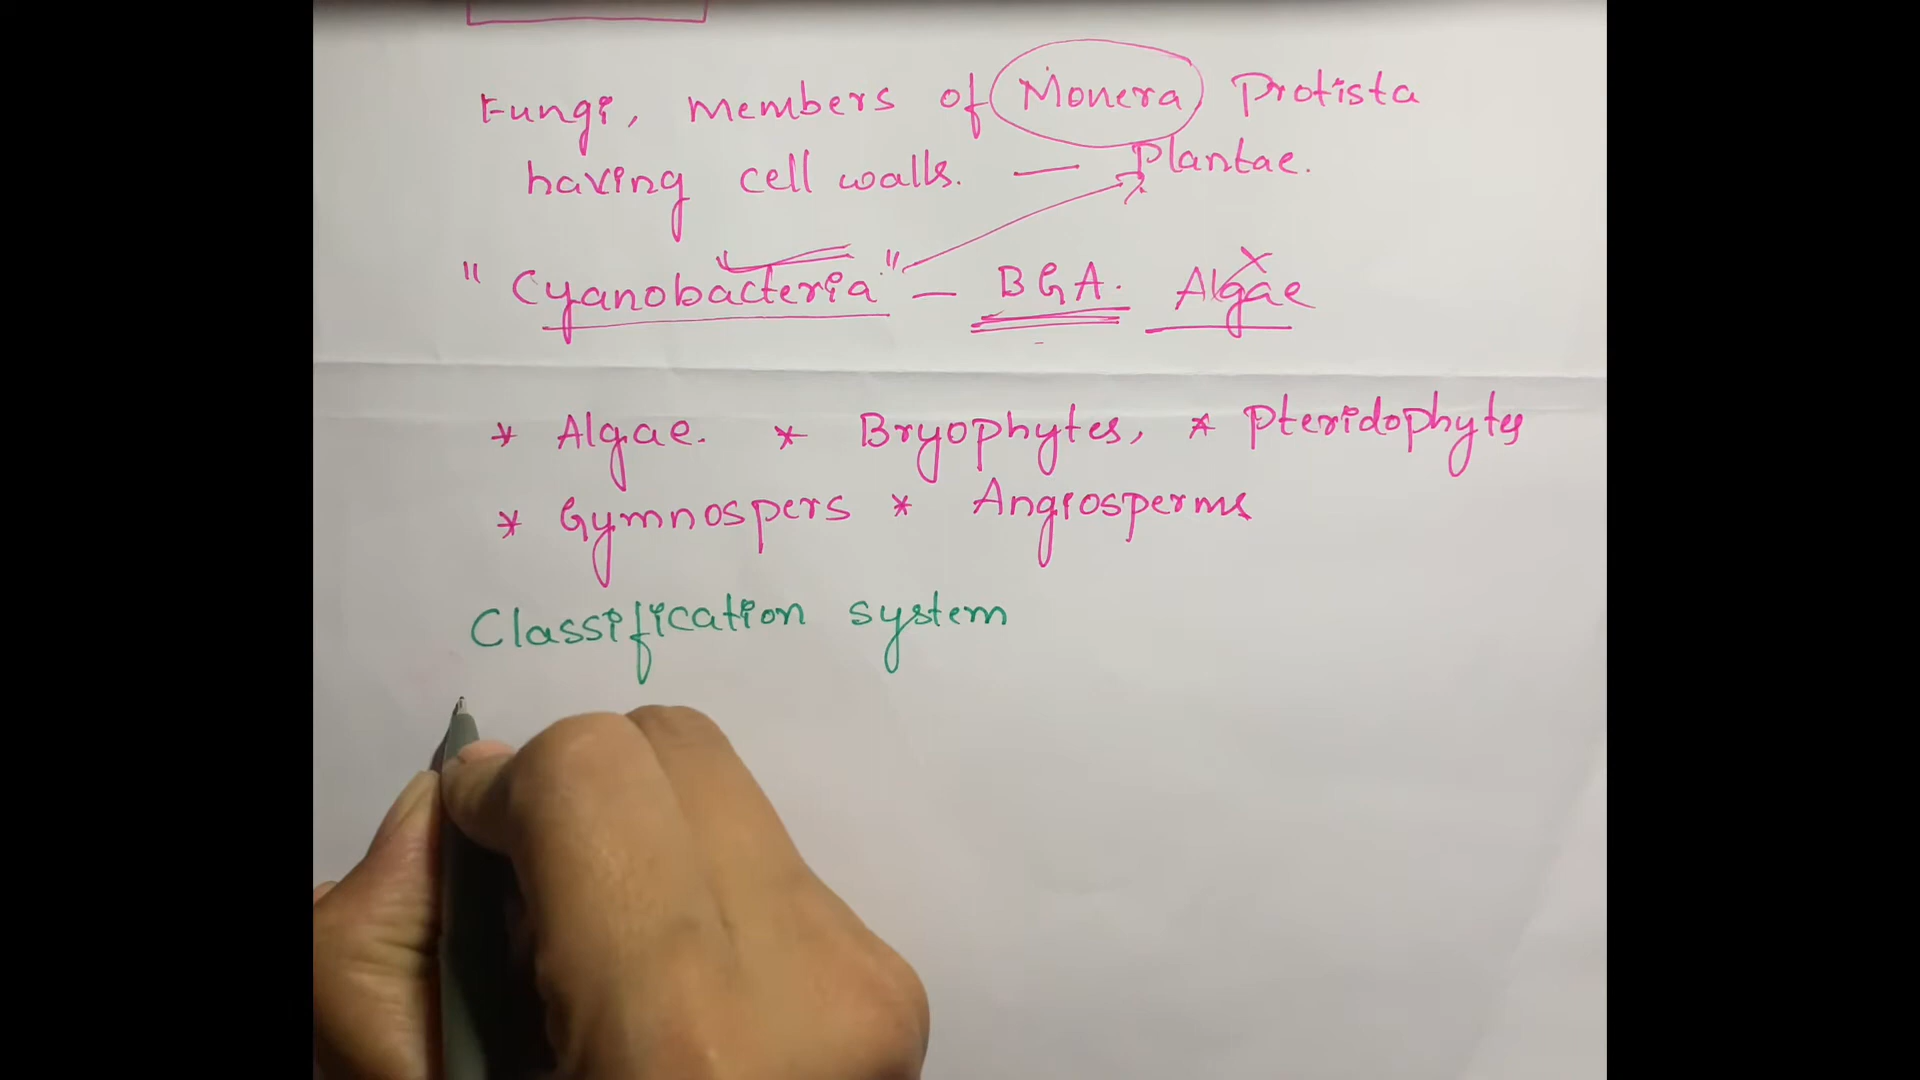 Fungi, members of Monera Protista
having cell walls. — Plantae.
" Cyanobacteria " — BGA. Algae
* Algae. * Bryophytes, * Pteridophytes
* Gymnospers * Angiosperms
Classification system